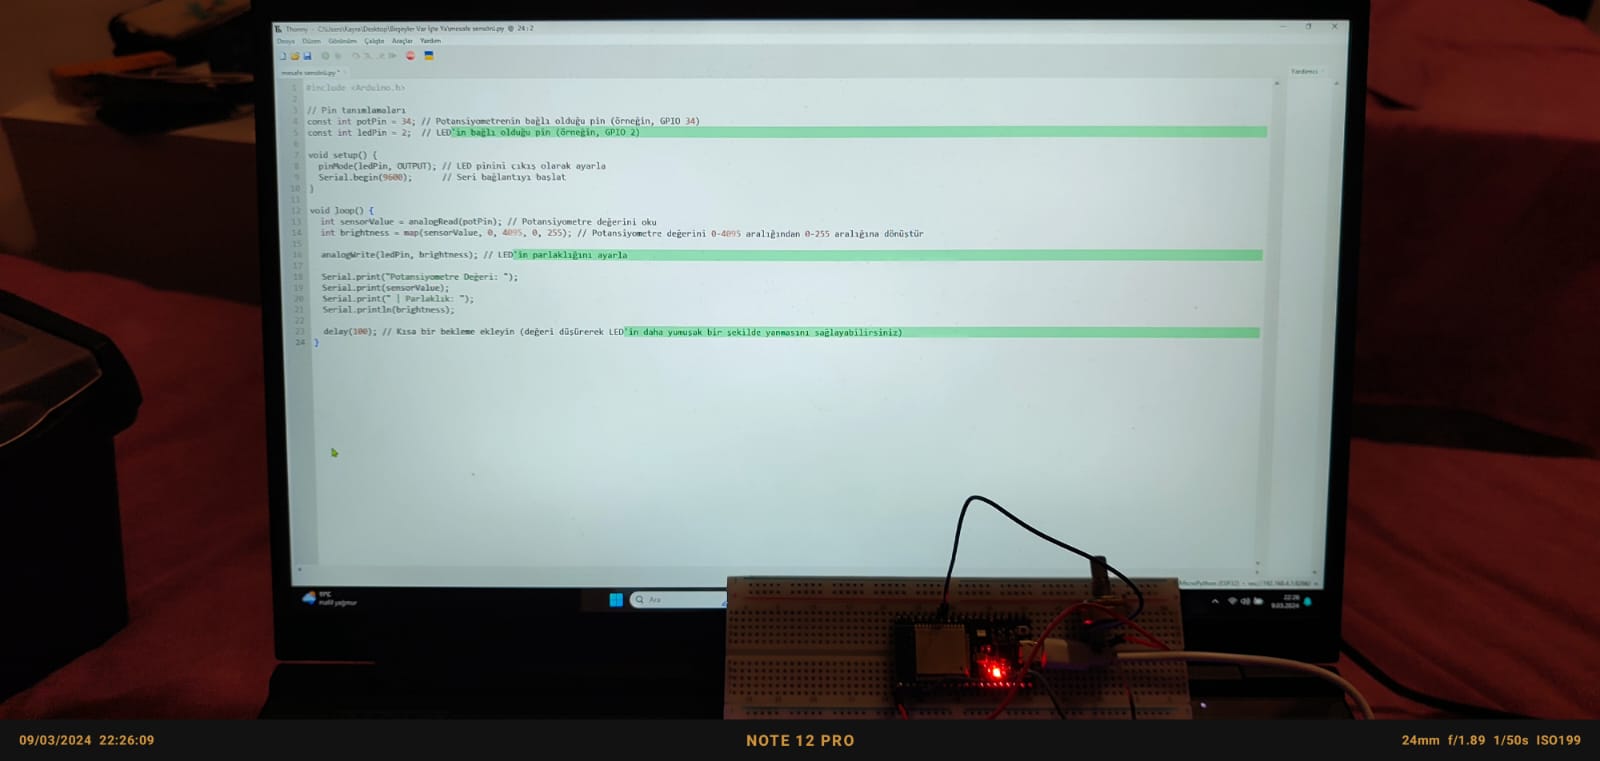 Thonny - C:\Users\Kayra\Desktop\Birşeyler Var İşte Ya\mesafe sensörü.py @ 24:2
Dosya Düzen Görünüm Çalıştır Araçlar Yardım
mesafe sensörü.py *
Yardımcı
1 #include <Arduino.h>
2
3 // Pin tanımlamaları
4 const int potPin = 34; // Potansiyometrenin bağlı olduğu pin (örneğin, GPIO 34)
5 const int ledPin = 2; // LED'in bağlı olduğu pin (örneğin, GPIO 2)
6
7 void setup() {
8 pinMode(ledPin, OUTPUT); // LED pinini çıkış olarak ayarla
9 Serial.begin(9600); // Seri bağlantıyı başlat
10 }
11
12 void loop() {
13 int sensorValue = analogRead(potPin); // Potansiyometre değerini oku
14 int brightness = map(sensorValue, 0, 4095, 0, 255); // Potansiyometre değerini 0-4095 aralığından 0-255 aralığına dönüştür
15
16 analogWrite(ledPin, brightness); // LED'in parlaklığını ayarla
17
18 Serial.print("Potansiyometre Değeri: ");
19 Serial.print(sensorValue);
20 Serial.print(" | Parlaklık: ");
21 Serial.println(brightness);
22
23 delay(100); // Kısa bir bekleme ekleyin (değeri düşürerek LED'in daha yumuşak bir şekilde yanmasını sağlayabilirsiniz)
24 }
MicroPython (ESP32)
Hafif yağmur
Ara
22:26
9.03.2024
09/03/2024 22:26:09
NOTE 12 PRO
24mm f/1.89 1/50s ISO199